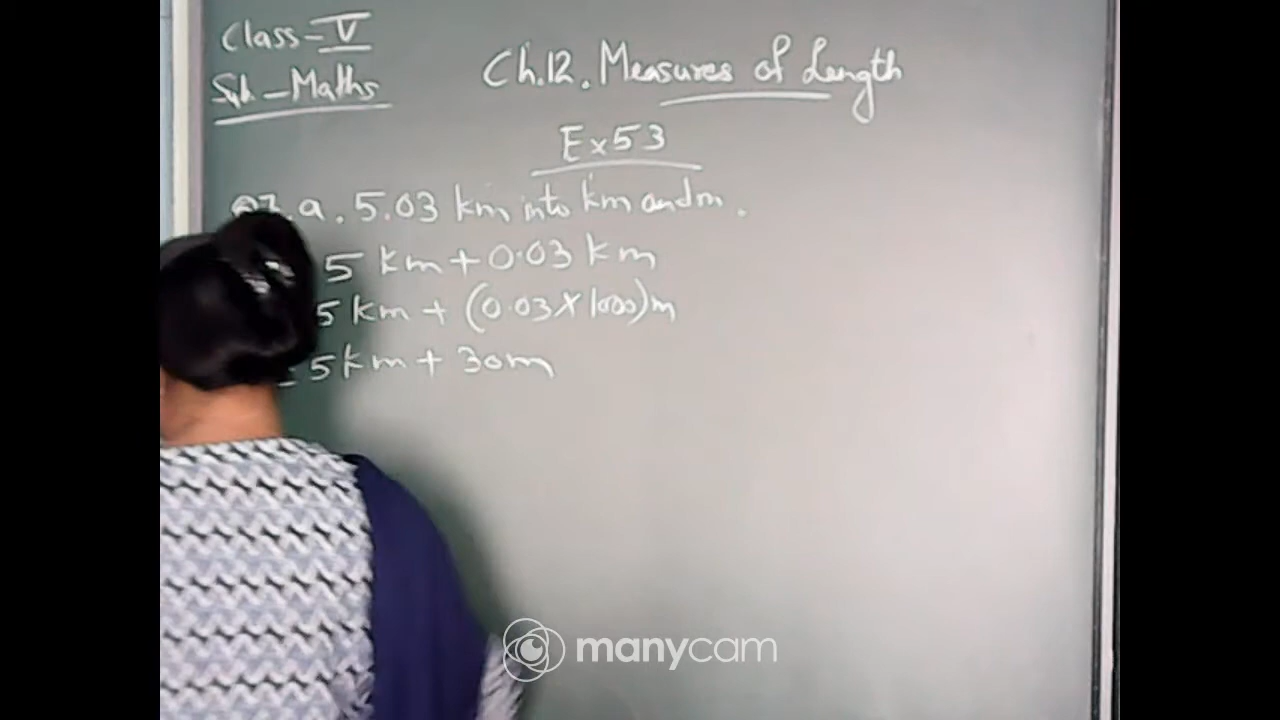 Class-V
Sub-Maths
Ch.12. Measures of Length
Ex 53
a. 5.03 km into km and m.
5 km + 0.03 km
5 km + (0.03 x 1000) m
= 5 km + 30m
manycam